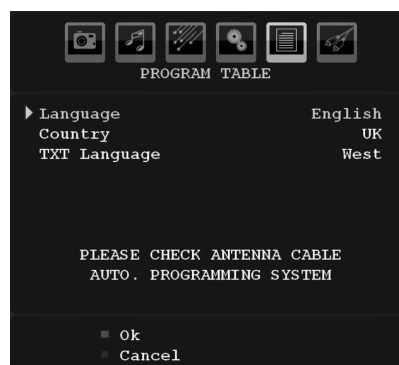 PROGRAM TABLE
Language English
Country UK
TXT Language West
PLEASE CHECK ANTENNA CABLE
AUTO. PROGRAMMING SYSTEM
Ok
Cancel